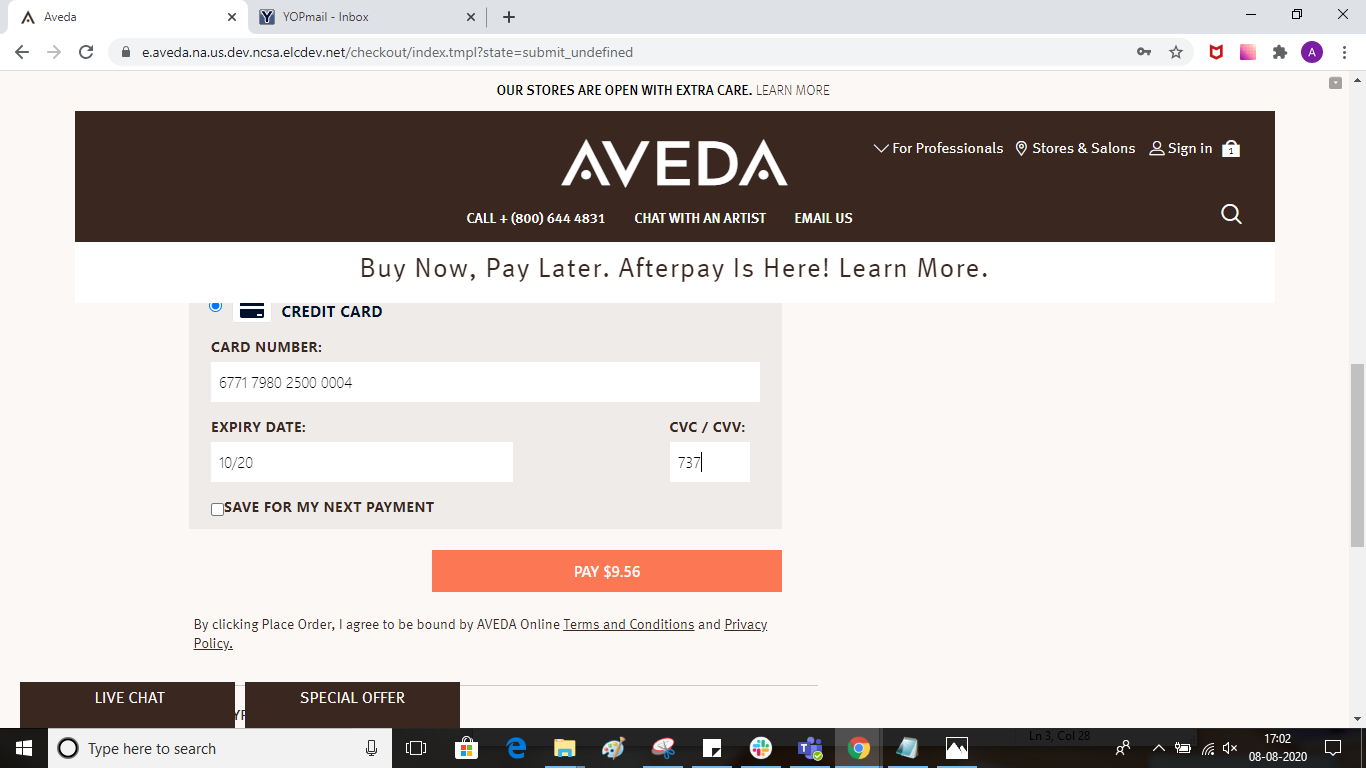 Aveda
YOPmail - Inbox
e.aveda.na.us.dev.ncsa.elcdev.net/checkout/index.tmpl?state=submit_undefined
A
OUR STORES ARE OPEN WITH EXTRA CARE. LEARN MORE
AVEDA
For Professionals
Stores & Salons
Sign in
1
CALL + (800) 644 4831
CHAT WITH AN ARTIST
EMAIL US
Buy Now, Pay Later. Afterpay Is Here! Learn More.
CREDIT CARD
CARD NUMBER:
6771 7980 2500 0004
EXPIRY DATE:
CVC / CVV:
10/20
737
SAVE FOR MY NEXT PAYMENT
PAY $9.56
By clicking Place Order, I agree to be bound by AVEDA Online Terms and Conditions and Privacy
Policy.
LIVE CHAT
SPECIAL OFFER
Ln 3, Col 28
Type here to search
17:02
08-08-2020